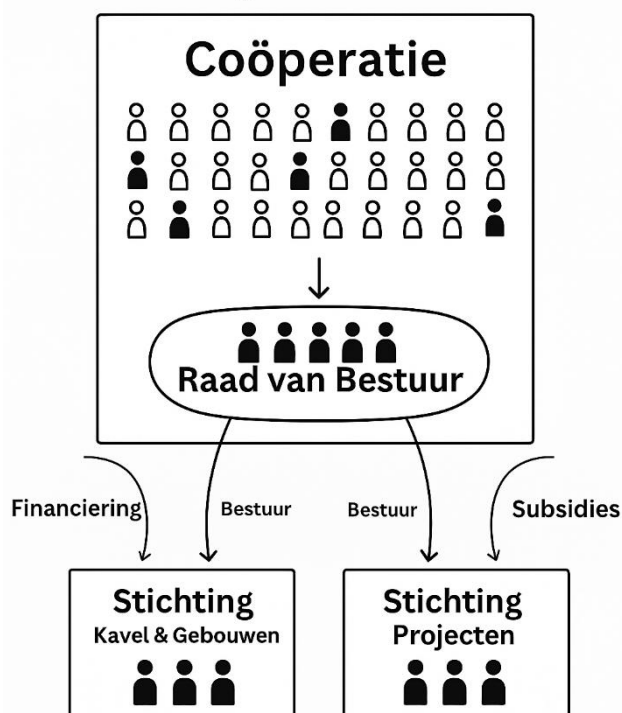 Coöperatie
Raad van Bestuur
Financiering
Bestuur
Bestuur
Subsidies
Stichting
Kavel & Gebouwen
Stichting
Projecten